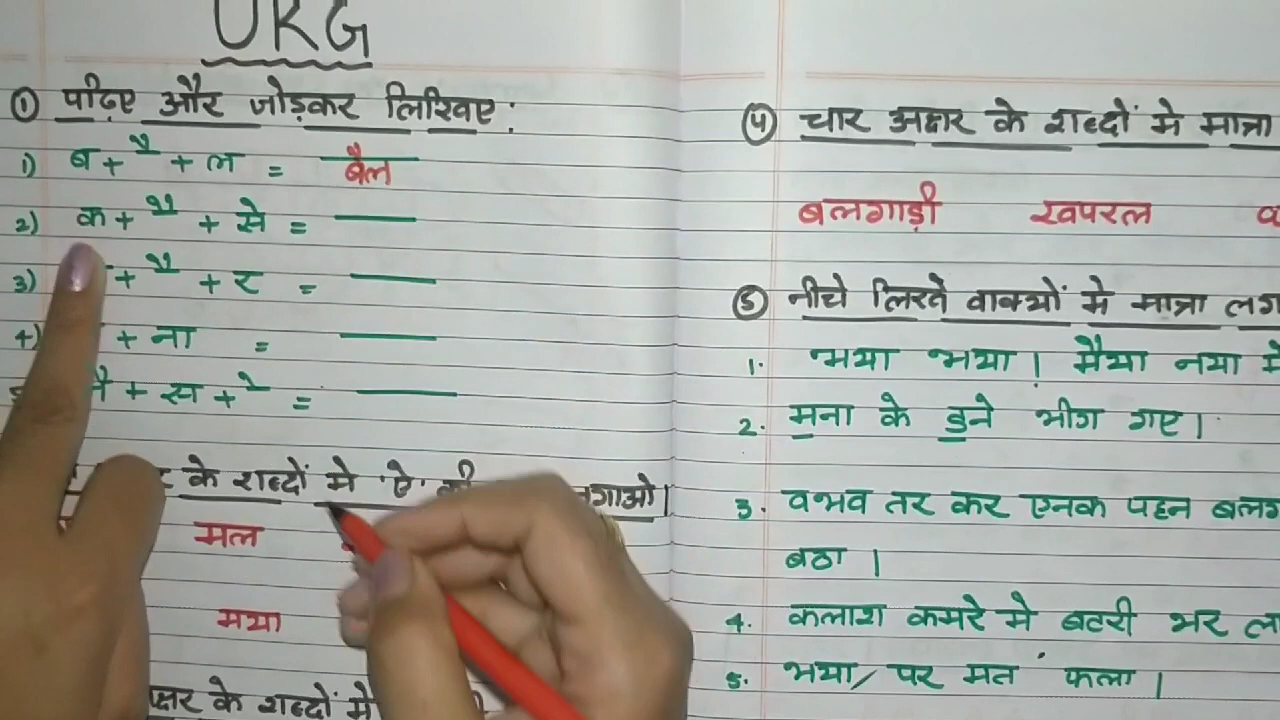 UKG
① पढ़िए और जोड़कर लिखिए :
1) ब + ै + ल = बैल
2) क + ै + से =
3) + ै + र =
4) + ना =
+ स्व + े =
के शब्दों मे 'ऐ' की लगाओ।
मल
मया
के शब्दों मे
④ चार अक्षर के शब्दों मे मात्रा
बलगाड़ी खपरल
⑤ नीचे लिखे वाक्यों मे मात्रा
1. भया भया। मैया नया मे
2. मना के डने भीग गए।
3. वभव तर कर एनक पहन
बठा।
4. कलाश कमरे मे बटरी भर
5. भया, पर मत फला।